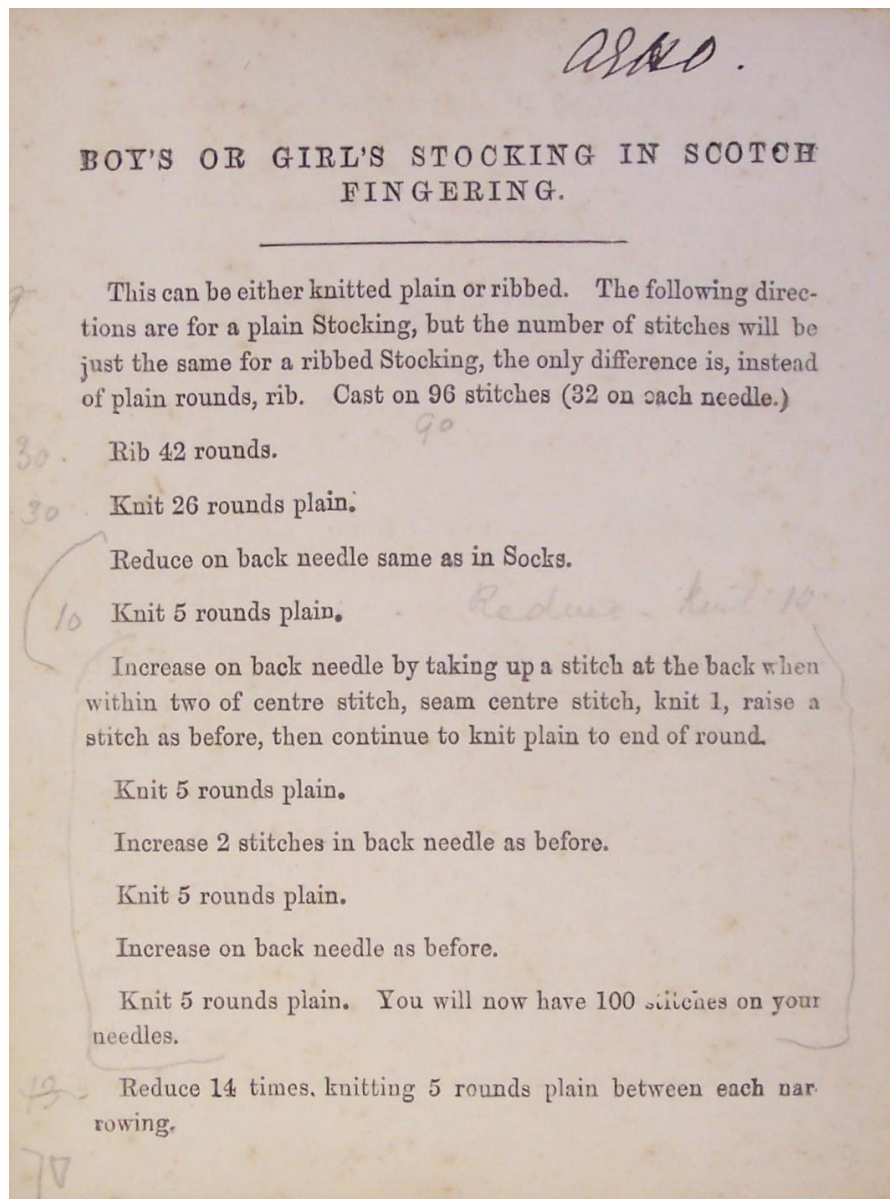 BOY'S OR GIRL'S STOCKING IN SCOTCH
FINGERING.
This can be either knitted plain or ribbed. The following direc-
tions are for a plain Stocking, but the number of stitches will be
just the same for a ribbed Stocking, the only difference is, instead
of plain rounds, rib. Cast on 96 stitches (32 on each needle.)
90
30.
Rib 42 rounds.
30
Knit 26 rounds plain.
Reduce on back needle same as in Socks.
10
Knit 5 rounds plain.
Reduce - Knit 10
Increase on back needle by taking up a stitch at the back when
within two of centre stitch, seam centre stitch, knit 1, raise a
stitch as before, then continue to knit plain to end of round.
Knit 5 rounds plain.
Increase 2 stitches in back needle as before.
Knit 5 rounds plain.
Increase on back needle as before.
Knit 5 rounds plain. You will now have 100 stitches on your
needles.
Reduce 14 times, knitting 5 rounds plain between each nar-
rowing.